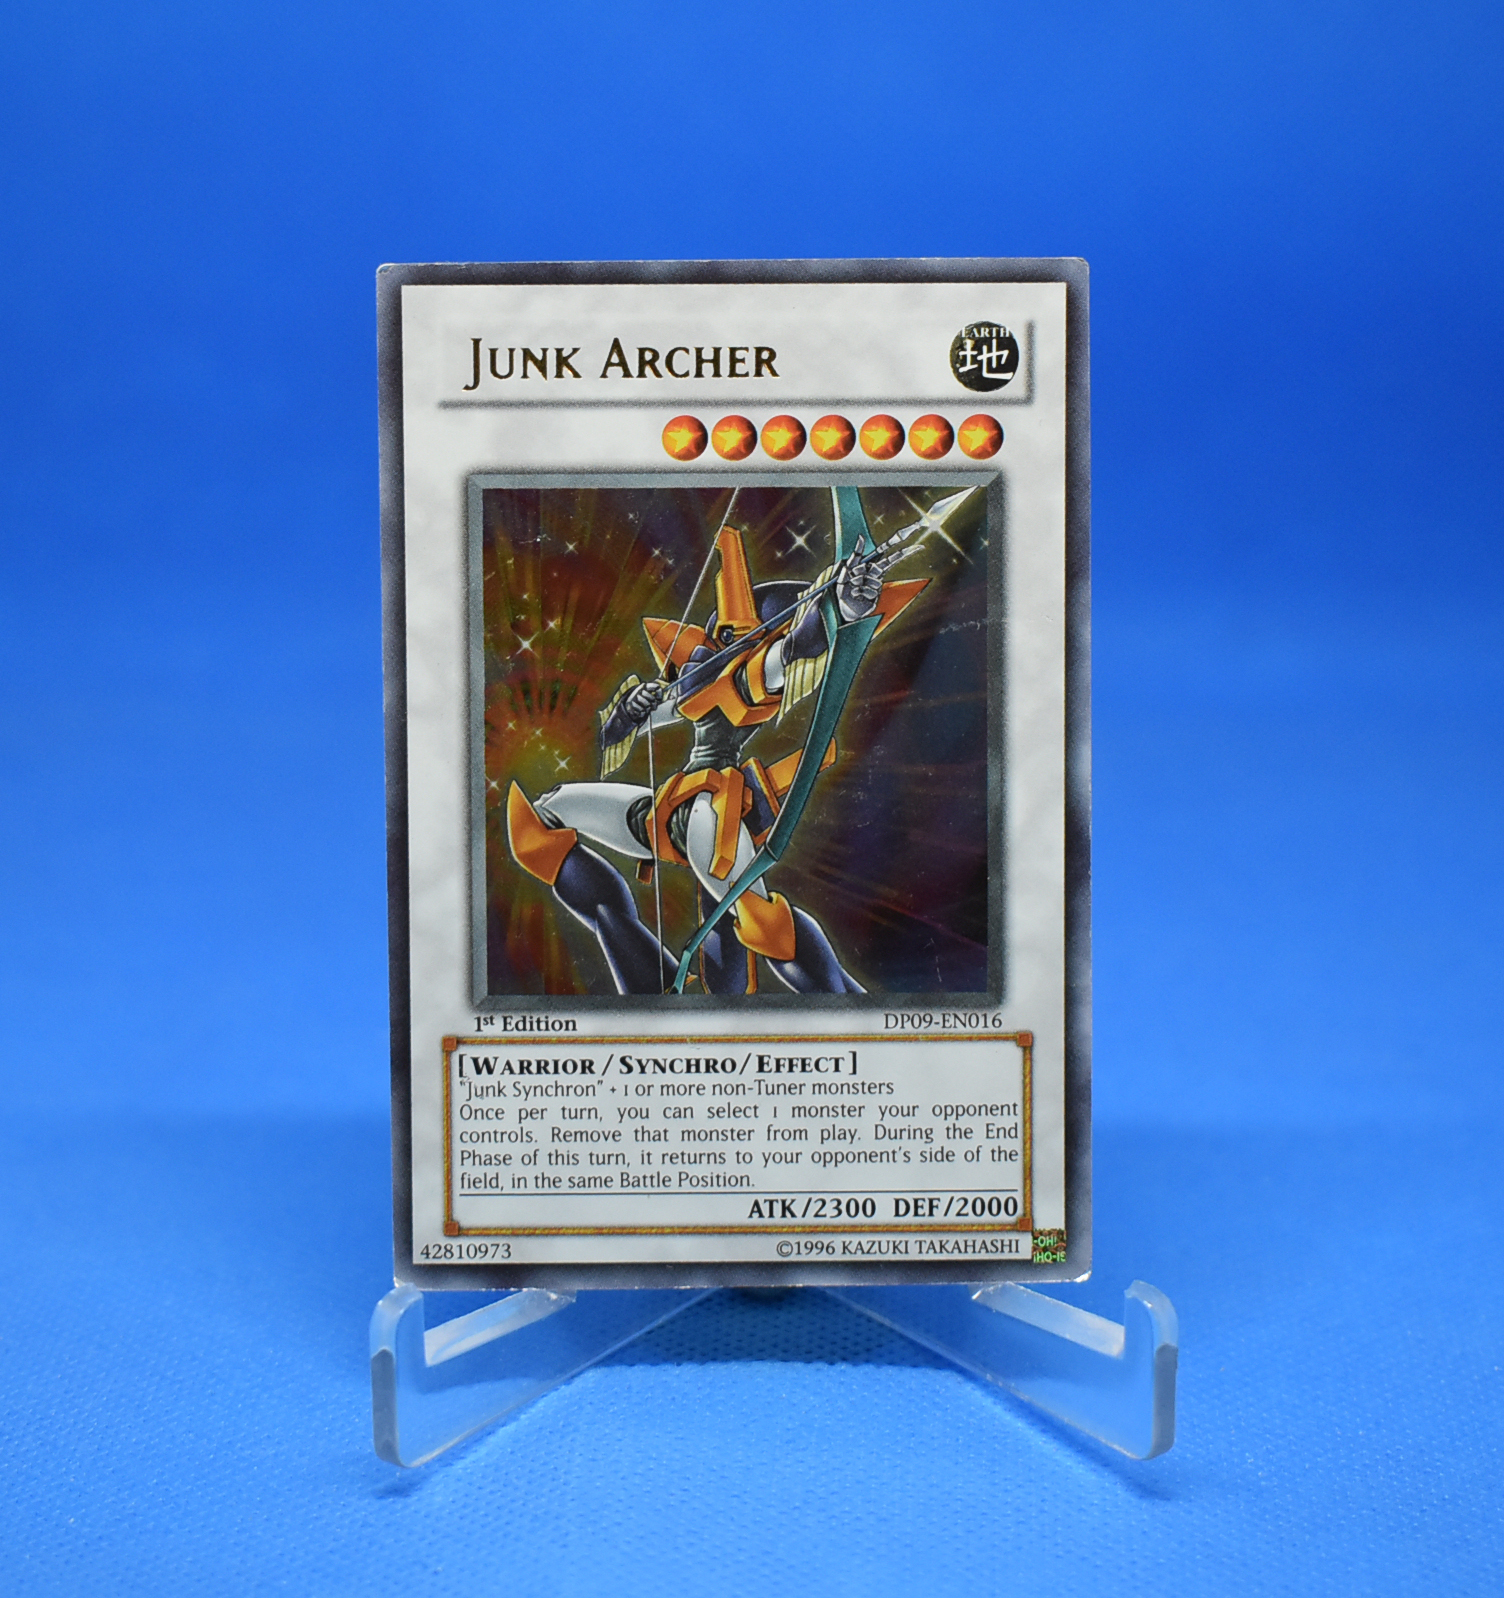 JUNK ARCHER
EARTH
地
1st Edition
DP09-EN016
[WARRIOR/SYNCHRO/EFFECT]
"Junk Synchron" + 1 or more non-Tuner monsters
Once per turn, you can select 1 monster your opponent
controls. Remove that monster from play. During the End
Phase of this turn, it returns to your opponent's side of the
field, in the same Battle Position.
ATK/2300 DEF/2000
42810973
©1996 KAZUKI TAKAHASHI
-OH!